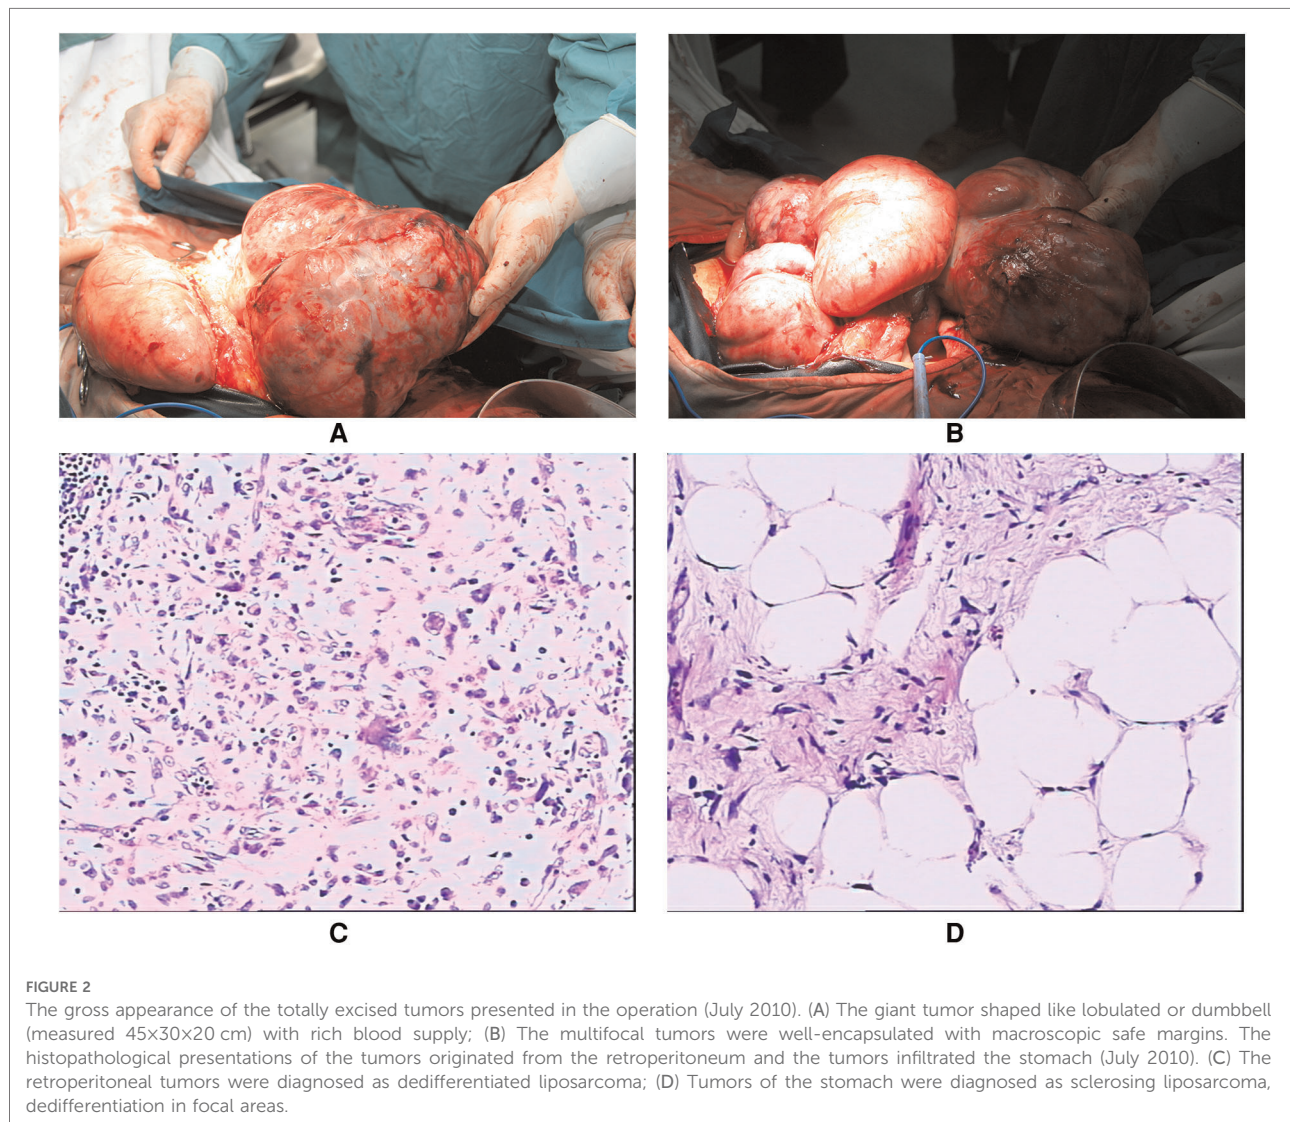 A
B
C
D
FIGURE 2
The gross appearance of the totally excised tumors presented in the operation (July 2010). (A) The giant tumor shaped like lobulated or dumbbell
(measured 45×30×20 cm) with rich blood supply; (B) The multifocal tumors were well-encapsulated with macroscopic safe margins. The
histopathological presentations of the tumors originated from the retroperitoneum and the tumors infiltrated the stomach (July 2010). (C) The
retroperitoneal tumors were diagnosed as dedifferentiated liposarcoma; (D) Tumors of the stomach were diagnosed as sclerosing liposarcoma,
dedifferentiation in focal areas.